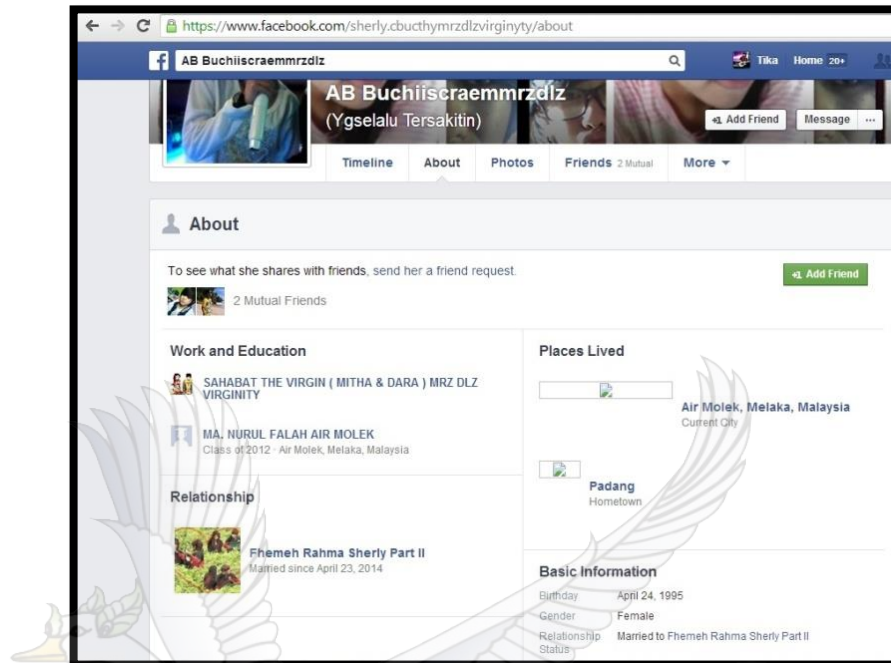 https://www.facebook.com/sherly.cbucthymrzdlzvirginyty/about
AB Buchiiscraemmrzdlz
Tika Home 20+
AB Buchiiscraemmrzdlz
(Ygselalu Tersakitin)
+1 Add Friend Message ...
Timeline About Photos Friends 2 Mutual More
About
To see what she shares with friends, send her a friend request.
+1 Add Friend
2 Mutual Friends
Work and Education
SAHABAT THE VIRGIN ( MITHA & DARA ) MRZ DLZ
VIRGINITY
MA. NURUL FALAH AIR MOLEK
Class of 2012 · Air Molek, Melaka, Malaysia
Relationship
Fhemeh Rahma Sherly Part II
Married since April 23, 2014
Places Lived
Air Molek, Melaka, Malaysia
Current City
Padang
Hometown
Basic Information
Birthday April 24, 1995
Gender Female
Relationship Married to Fhemeh Rahma Sherly Part II
Status